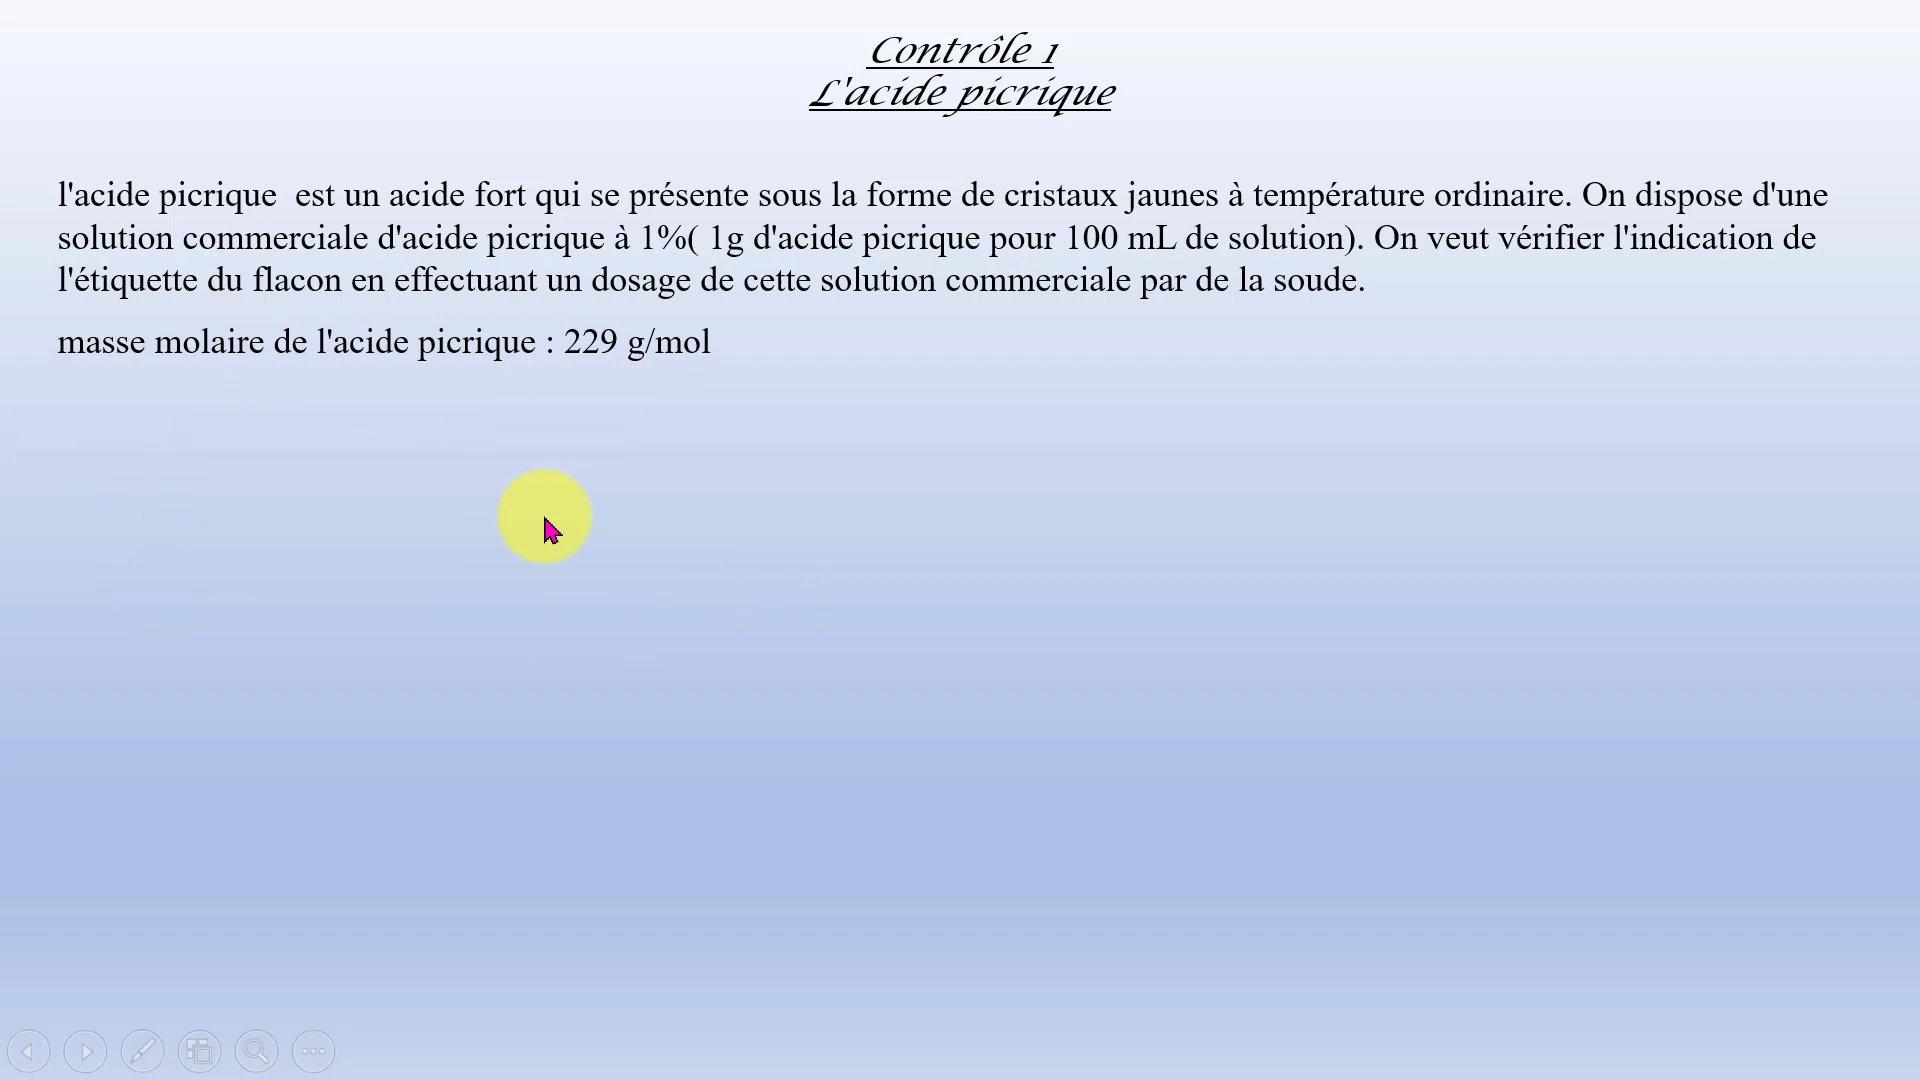 Contrôle 1
L'acide picrique
l'acide picrique est un acide fort qui se présente sous la forme de cristaux jaunes à température ordinaire. On dispose d'une
solution commerciale d'acide picrique à 1%( 1g d'acide picrique pour 100 mL de solution). On veut vérifier l'indication de
l'étiquette du flacon en effectuant un dosage de cette solution commerciale par de la soude.
masse molaire de l'acide picrique : 229 g/mol